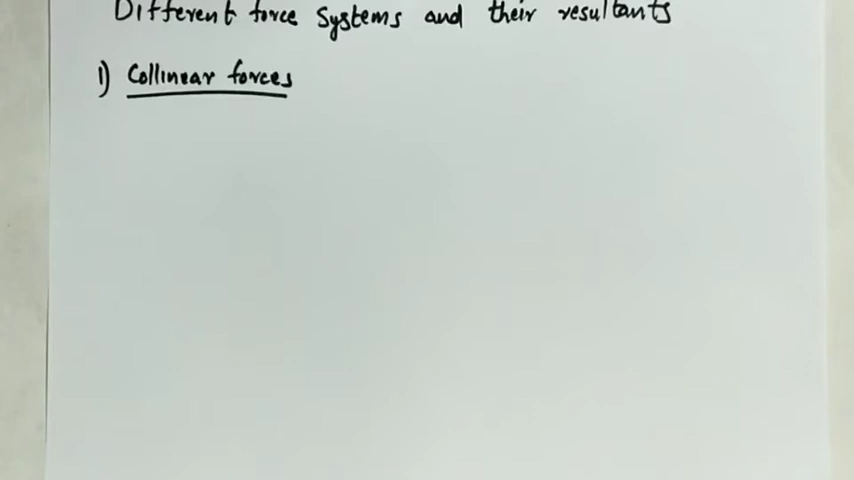 Different force Systems and their resultants
1) Collinear forces